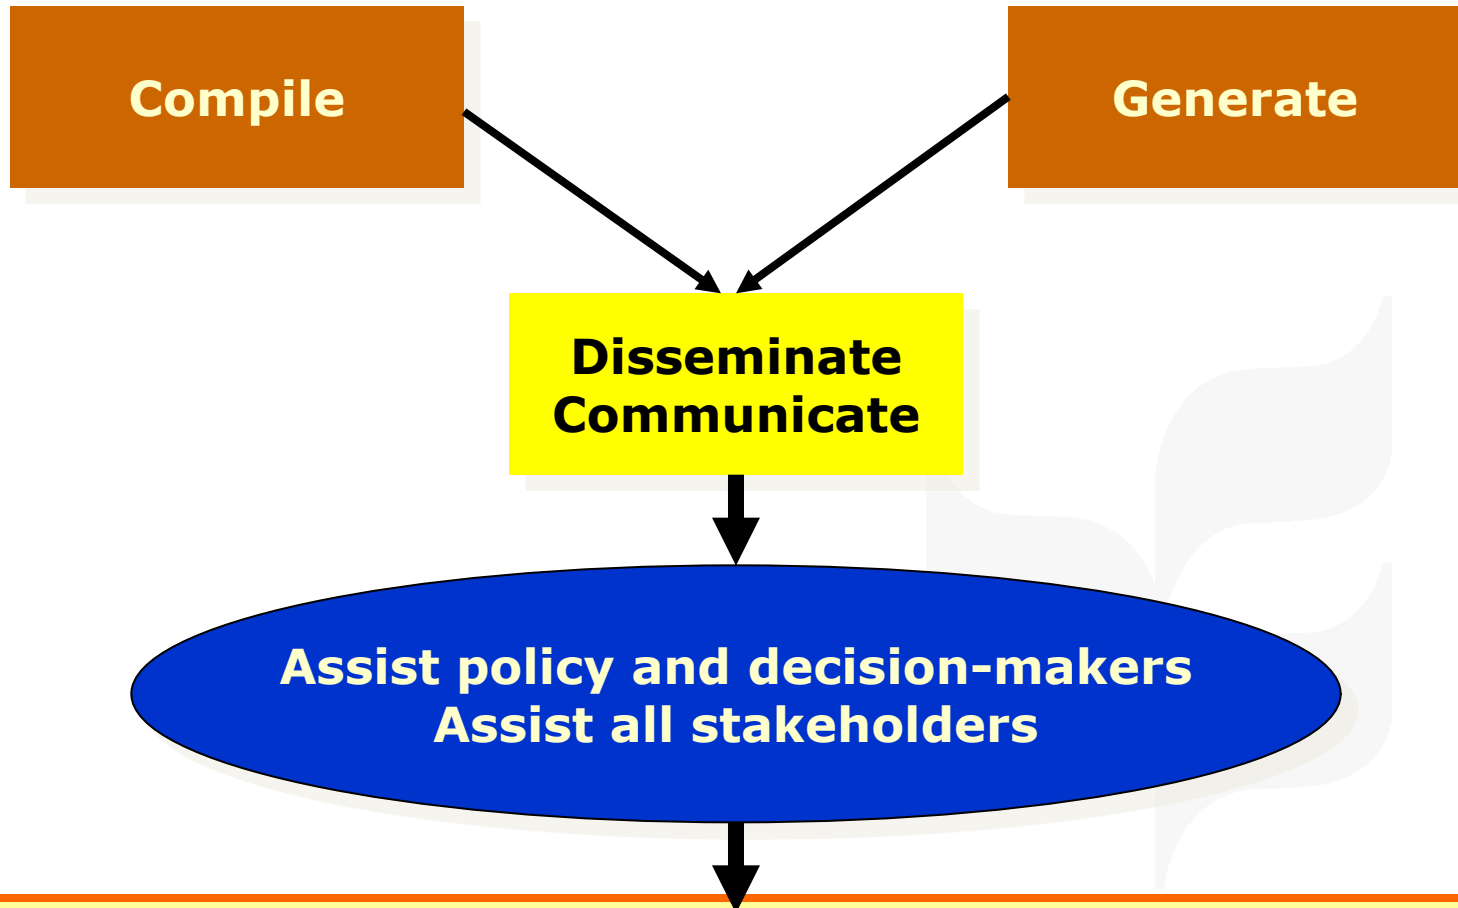 Compile
Generate
Disseminate
Communicate
Assist policy and decision-makers
Assist all stakeholders